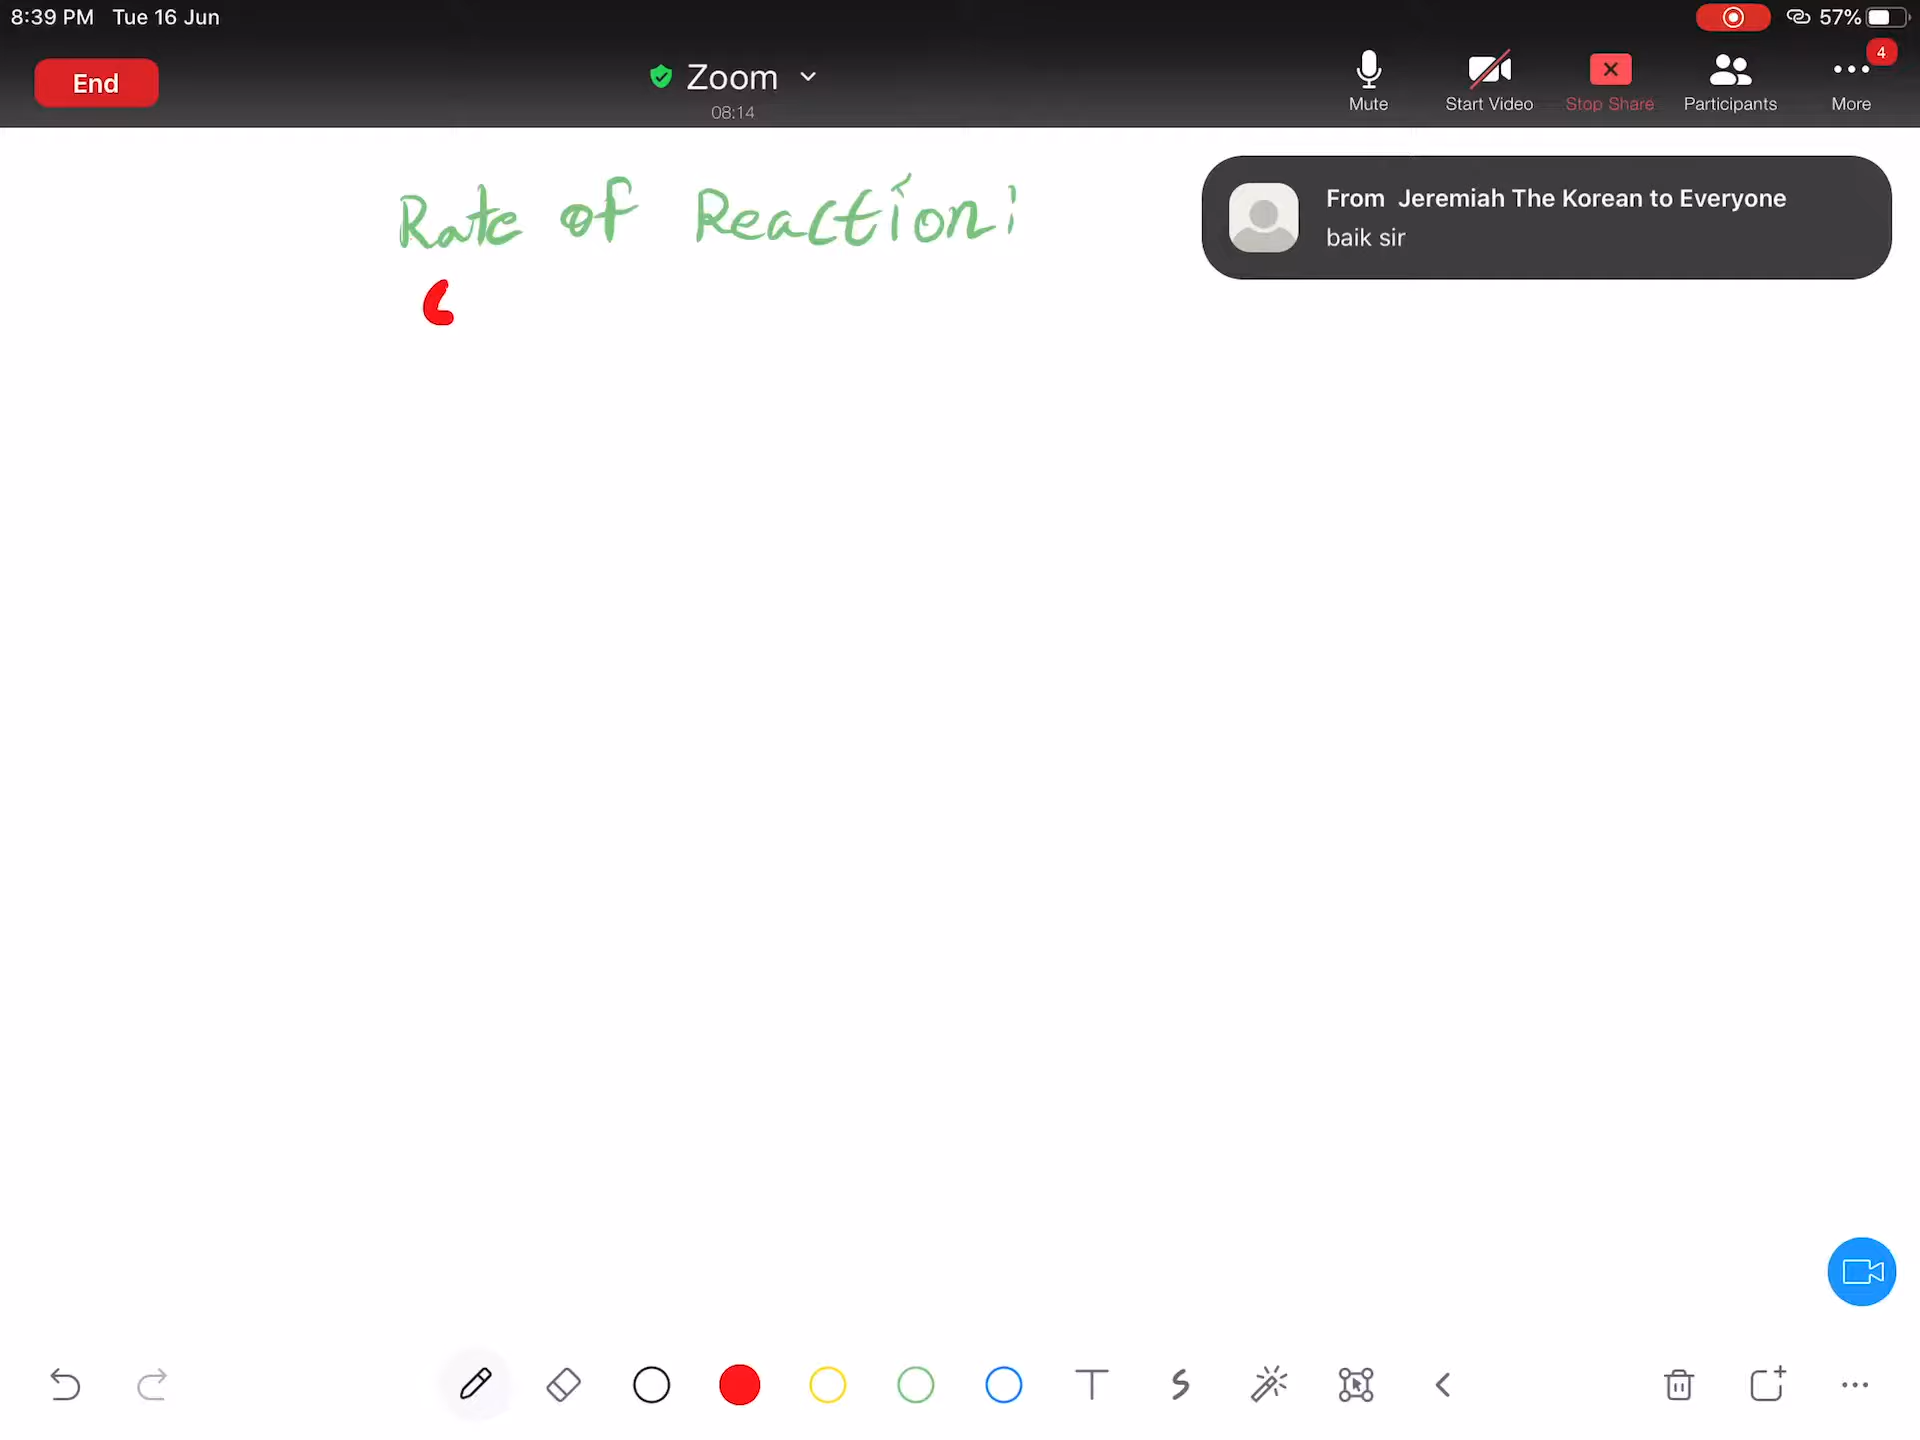 8:39 PM Tue 16 Jun
57%
End
Zoom
08:14
Mute
Start Video
Stop Share
Participants
More
4
Rate of Reaction:
From Jeremiah The Korean to Everyone
baik sir